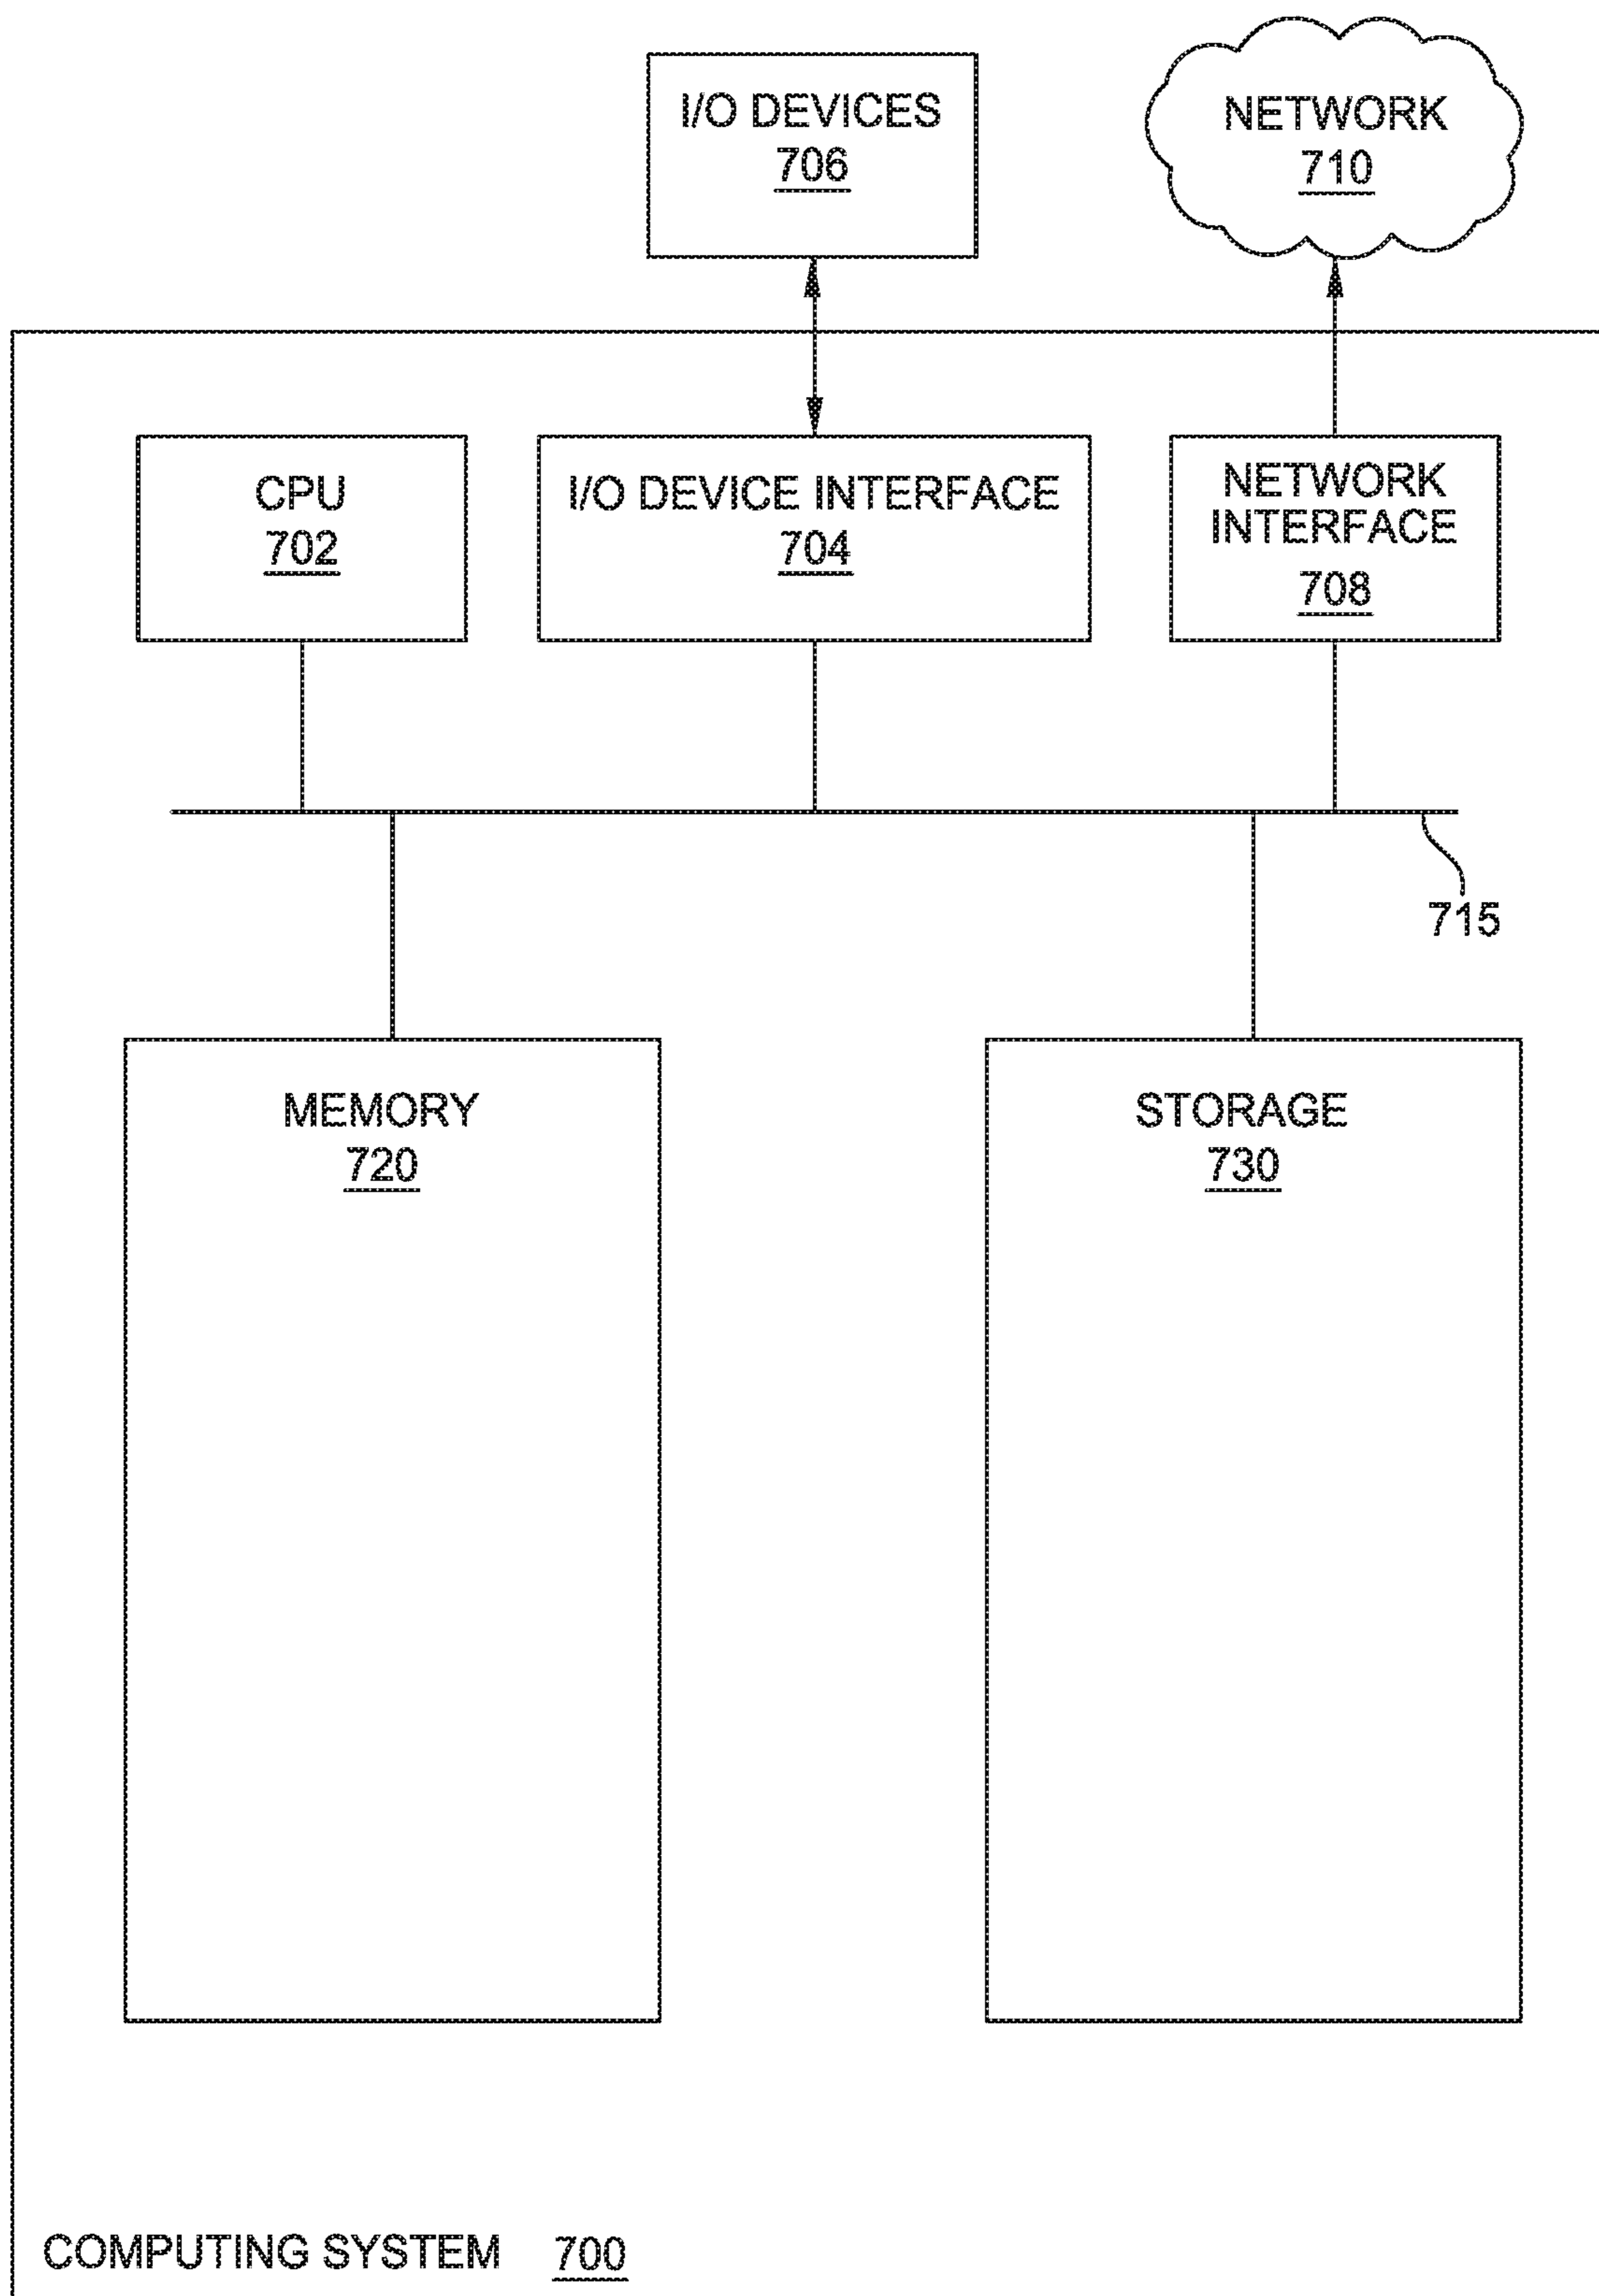 I/O DEVICES
706
NETWORK
710
CPU
702
I/O DEVICE INTERFACE
704
NETWORK
INTERFACE
708
715
MEMORY
720
STORAGE
730
COMPUTING SYSTEM 700